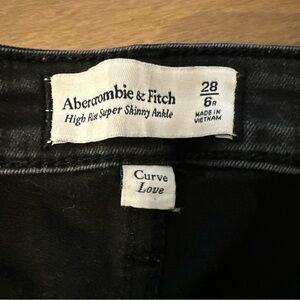 Abercrombie & Fitch
High Rise Super Skinny Ankle
28
6R
MADE IN
VIETNAM
Curve
Love